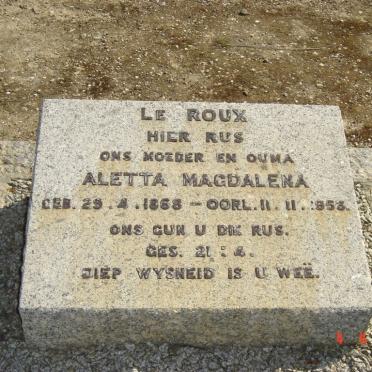 LE ROUX
HIER RUS
ONS MOEDER EN OUMA
ALETTA MAGDALENA
GEB. 29.4.1868 - OORL. 11.11.1953.
ONS GUN U DIE RUS.
GES. 21:4.
DIEP WYSHEID IS U WEË.